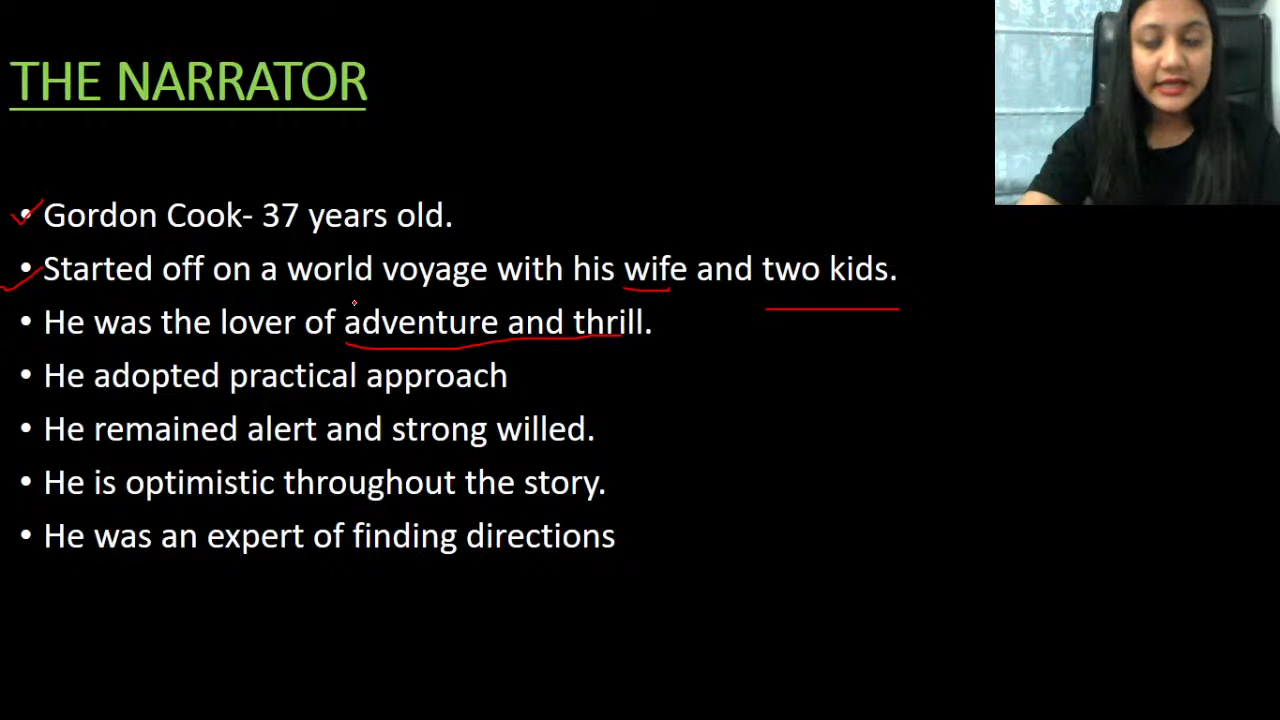 THE NARRATOR
• Gordon Cook- 37 years old.
• Started off on a world voyage with his wife and two kids.
• He was the lover of adventure and thrill.
• He adopted practical approach
• He remained alert and strong willed.
• He is optimistic throughout the story.
• He was an expert of finding directions